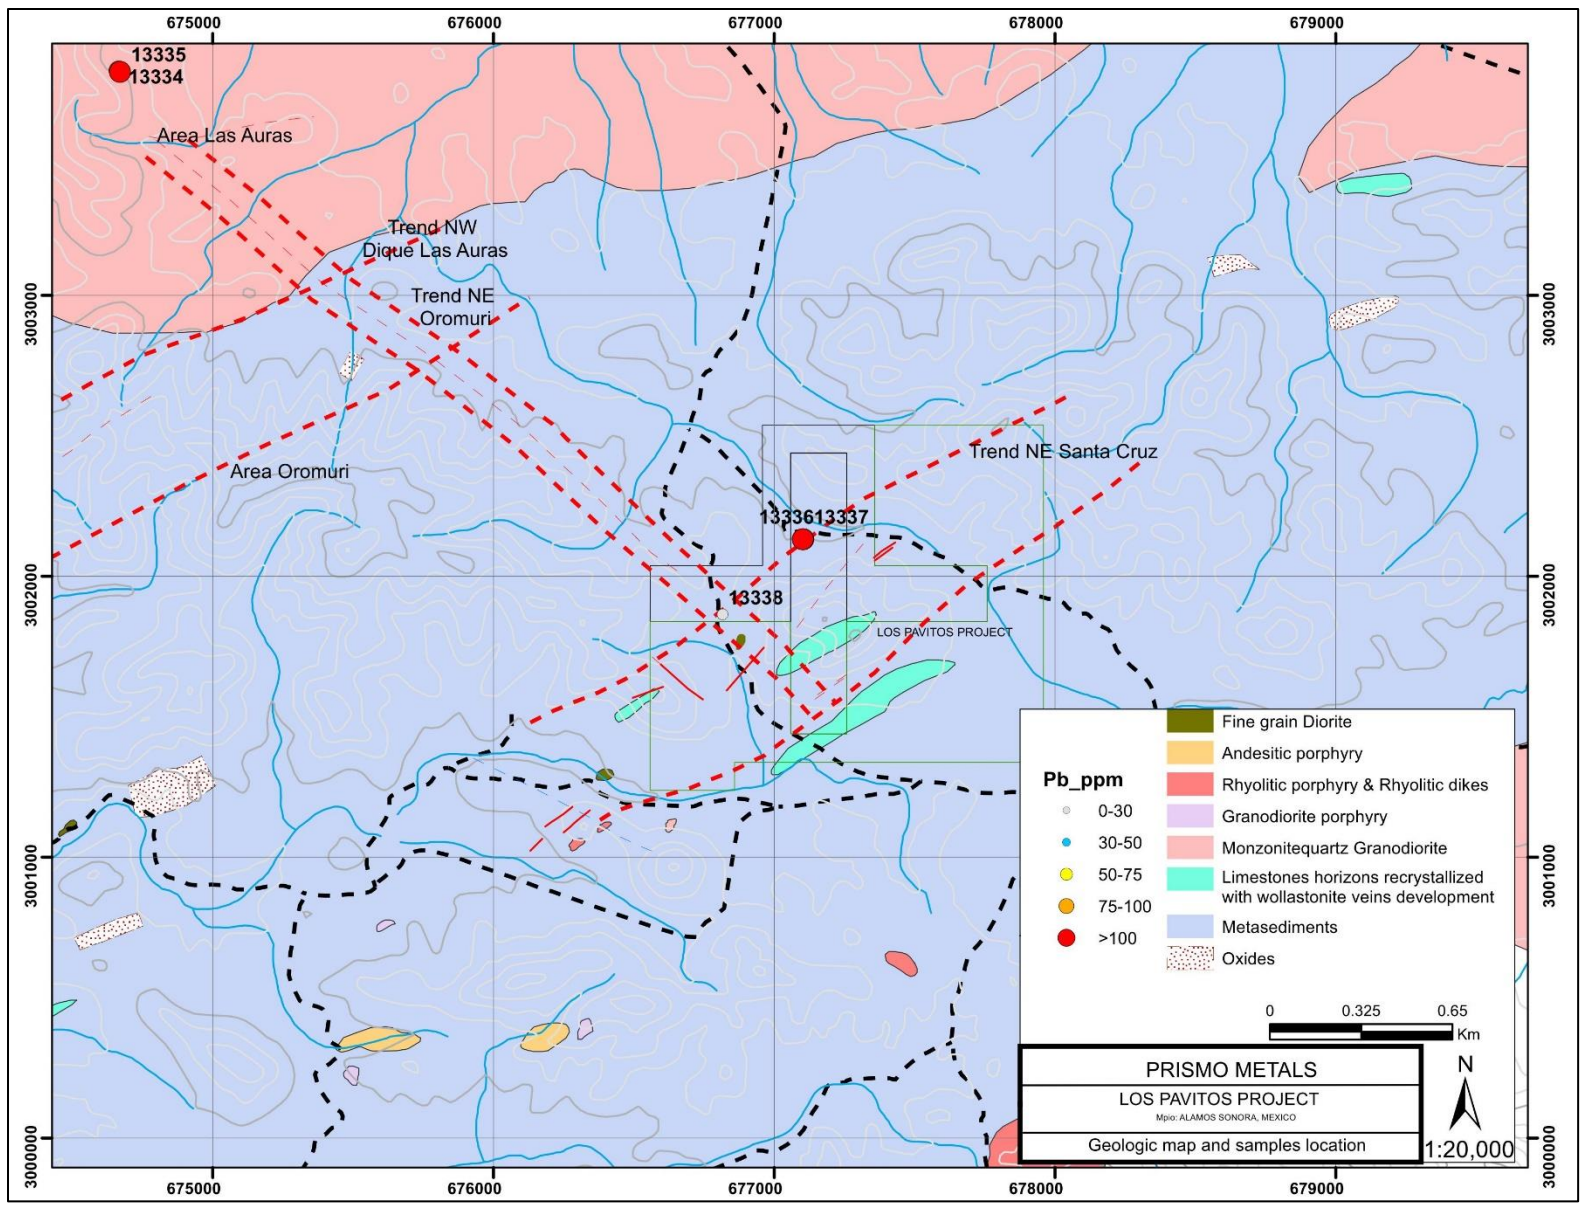 675000
676000
677000
678000
679000
13335
13334
Area Las Auras
Trend NW
Dique Las Auras
Trend NE
Oromuri
3003000
3003000
Area Oromuri
Trend NE Santa Cruz
1333613337
3002000
3002000
13338
LOS PAVITOS PROJECT
Pb_ppm
0-30
30-50
50-75
75-100
>100
Fine grain Diorite
Andesitic porphyry
Rhyolitic porphyry & Rhyolitic dikes
Granodiorite porphyry
Monzonitequartz Granodiorite
Limestones horizons recrystallized
with wollastonite veins development
Metasediments
Oxides
3001000
3001000
0 0.325 0.65
Km
PRISMO METALS
LOS PAVITOS PROJECT
Mpio: ALAMOS SONORA, MEXICO
Geologic map and samples location
N
1:20,000
3000000
3000000
675000
676000
677000
678000
679000